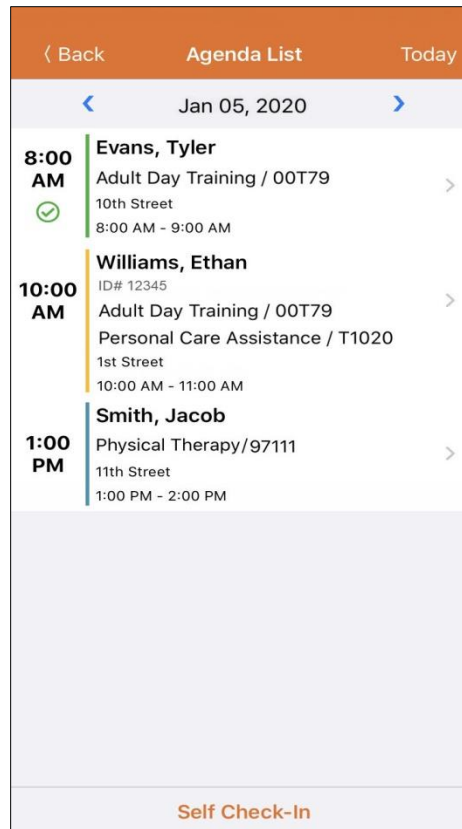 Back Agenda List Today
Jan 05, 2020
8:00
AM
Evans, Tyler
Adult Day Training / 00T79
10th Street
8:00 AM - 9:00 AM
10:00
AM
Williams, Ethan
ID# 12345
Adult Day Training / 00T79
Personal Care Assistance / T1020
1st Street
10:00 AM - 11:00 AM
1:00
PM
Smith, Jacob
Physical Therapy/97111
11th Street
1:00 PM - 2:00 PM
Self Check-In